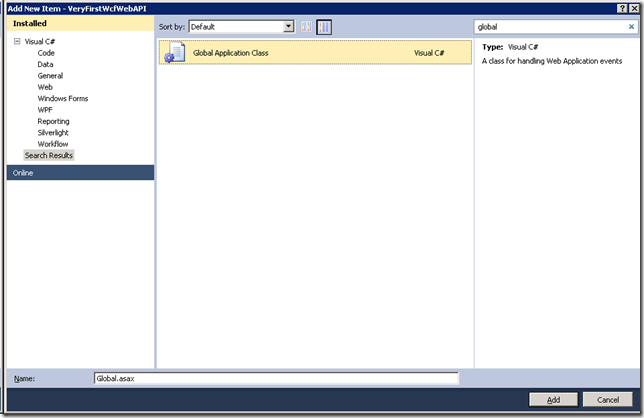 Add New Item - VeryFirstWcfWebAPI
Installed
Sort by: Default
global
Visual C#
Code
Data
General
Web
Windows Forms
WPF
Reporting
Silverlight
Workflow
Search Results
Online
Global Application Class Visual C#
Type: Visual C#
A class for handling Web Application events
Name: Global.asax
Add Cancel